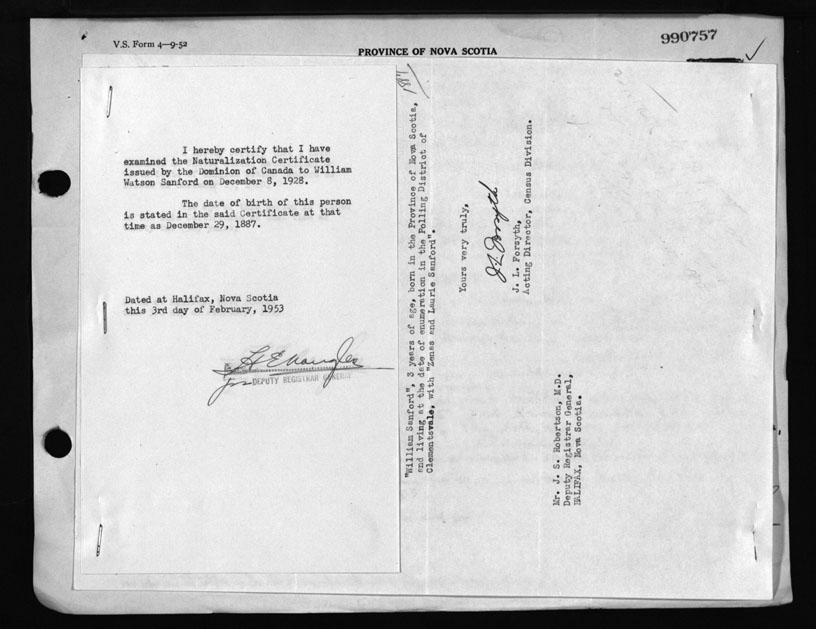 V.S. Form 4—9-52
PROVINCE OF NOVA SCOTIA
990757
I hereby certify that I have
examined the Naturalization Certificate
issued by the Dominion of Canada to William
Watson Sanford on December 8, 1928.
The date of birth of this person
is stated in the said Certificate at that
time as December 29, 1887.
Dated at Halifax, Nova Scotia
this 3rd day of February, 1953
DEPUTY REGISTRAR GENERAL
1887
"William Sanford", 3 years of age, born in the Province of Nova Scotia,
and living at the date of enumeration in the Polling District of
Clementsvale, with "Zenas and Laurie Sanford".
Yours very truly,
J L Forsyth
J. L. Forsyth,
Acting Director, Census Division.
Mr. J. S. Robertson, M.D.
Deputy Registrar General,
HALIFAX, Nova Scotia.